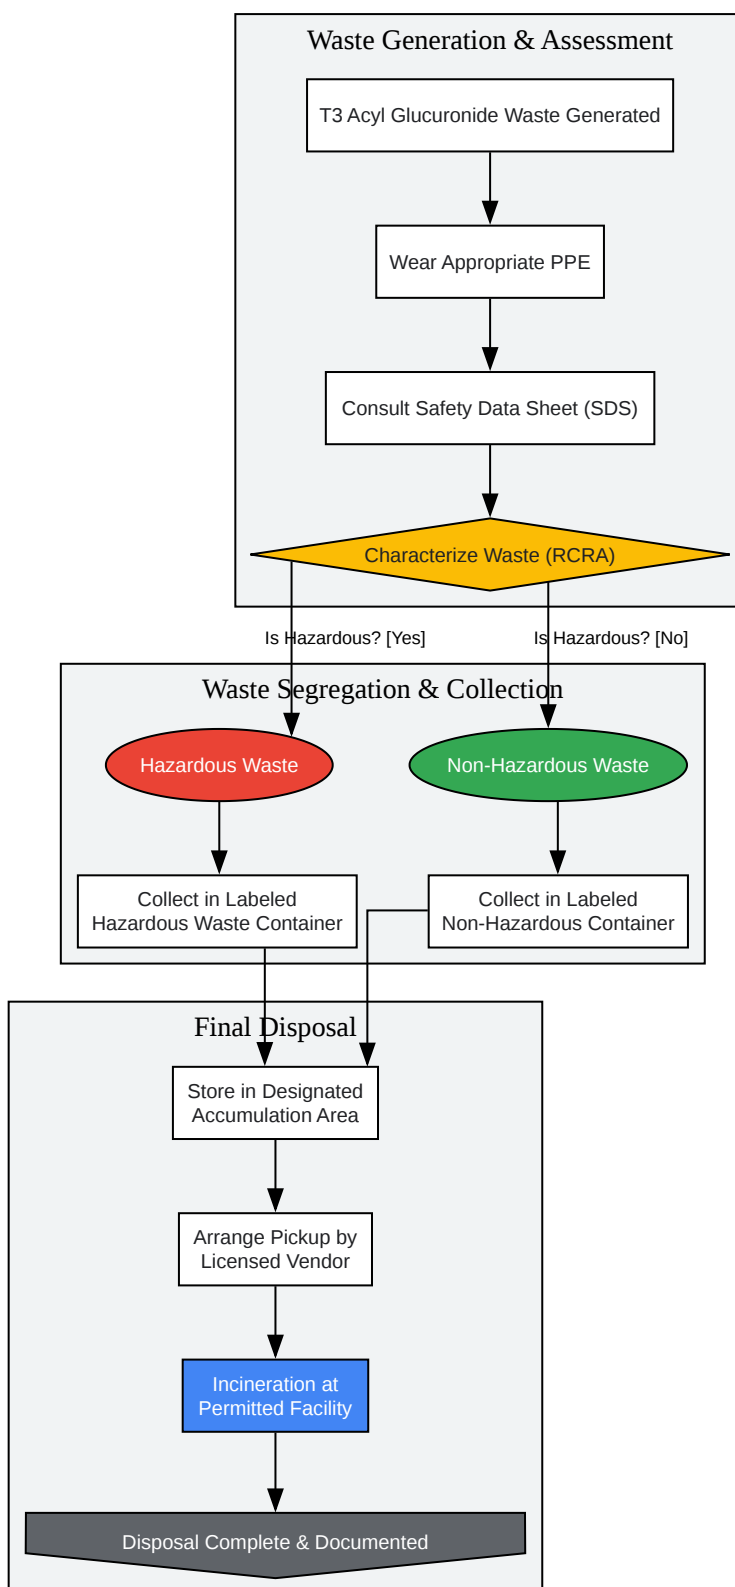 Waste Generation & Assessment
T3 Acyl Glucuronide Waste Generated
Wear Appropriate PPE
Consult Safety Data Sheet (SDS)
Characterize Waste (RCRA)
Is Hazardous? [Yes]
Is Hazardous? [No]
Waste Segregation & Collection
Hazardous Waste
Non-Hazardous Waste
Collect in Labeled
Hazardous Waste Container
Collect in Labeled
Non-Hazardous Container
Final Disposal
Store in Designated
Accumulation Area
Arrange Pickup by
Licensed Vendor
Incineration at
Permitted Facility
Disposal Complete & Documented